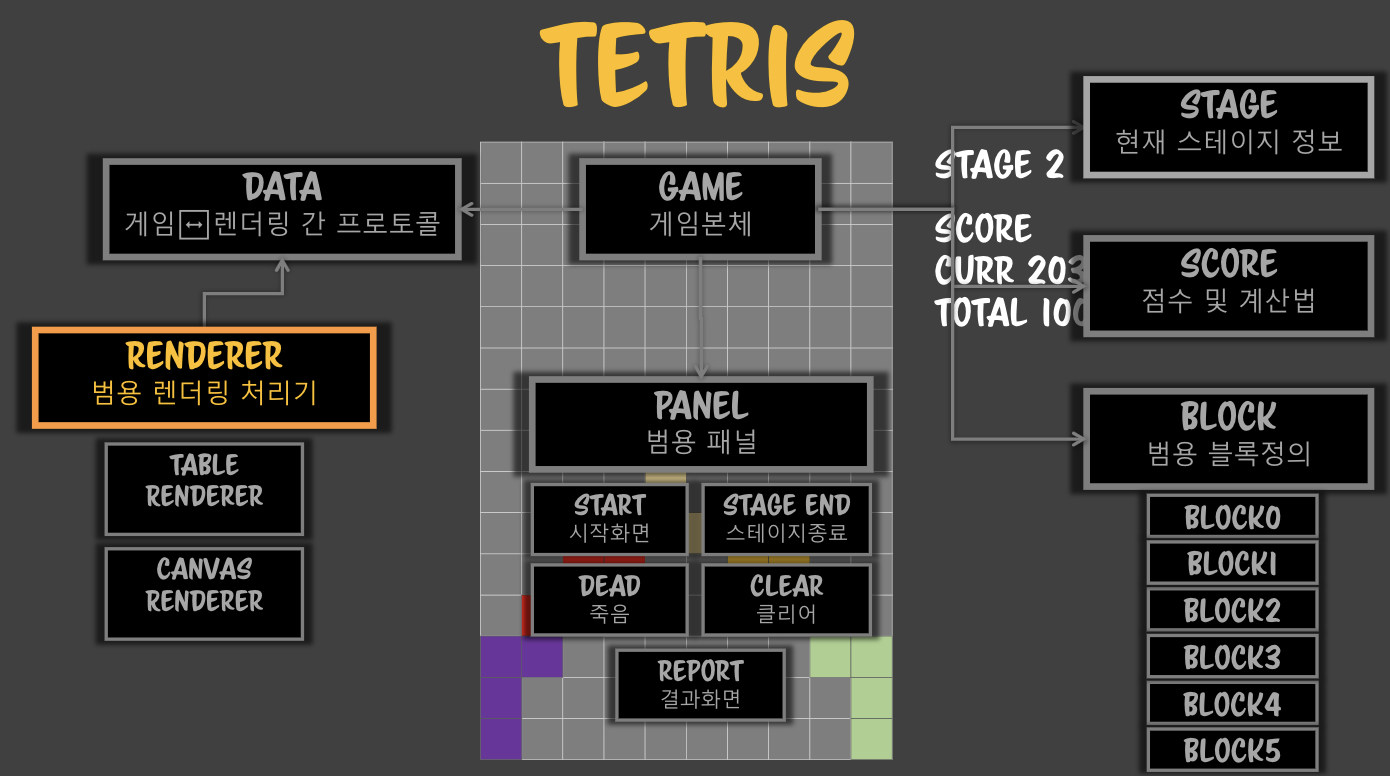 TETRIS
DATA
게임↔렌더링 간 프로토콜
GAME
게임본체
STAGE 2
SCORE
CURR 203
TOTAL 100
STAGE
현재 스테이지 정보
SCORE
점수 및 계산법
BLOCK
범용 블록정의
BLOCK0
BLOCK1
BLOCK2
BLOCK3
BLOCK4
BLOCK5
RENDERER
범용 렌더링 처리기
TABLE
RENDERER
CANVAS
RENDERER
PANEL
범용 패널
START
시작화면
STAGE END
스테이지종료
DEAD
죽음
CLEAR
클리어
REPORT
결과화면